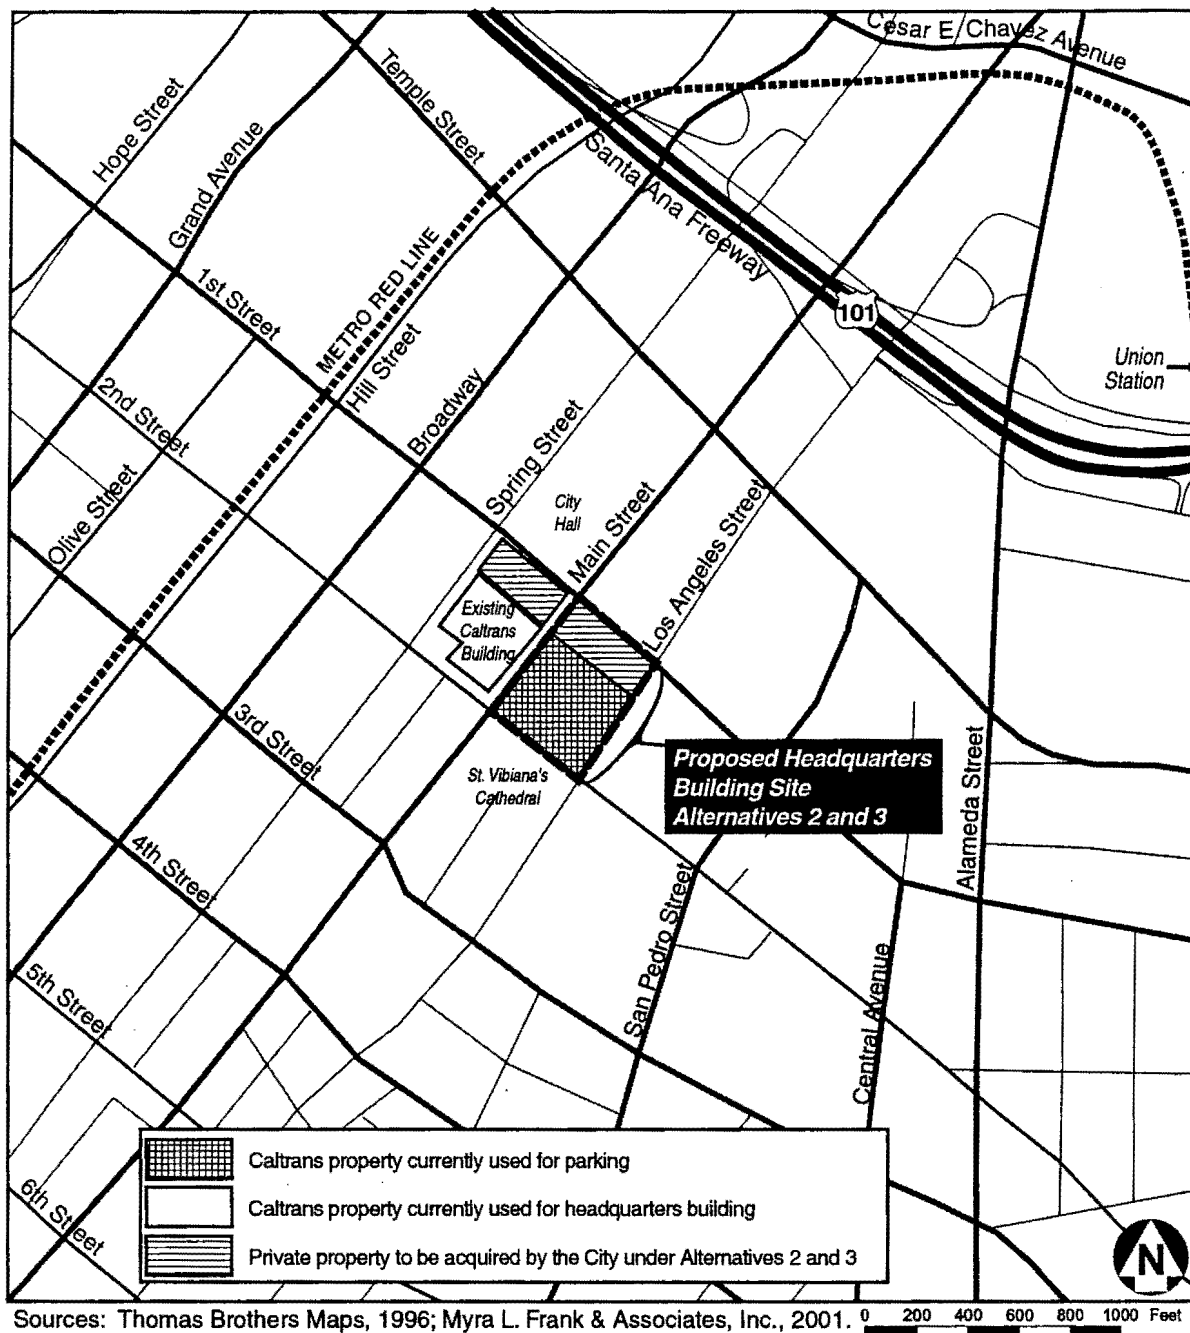 Cesar E. Chavez Avenue
Temple Street
Hope Street
Grand Avenue
Santa Ana Freeway
1st Street
METRO RED LINE
Hill Street
101
Union
Station
2nd Street
Broadway
Spring Street
City
Hall
Main Street
Los Angeles Street
Olive Street
Existing
Caltrans
Building
3rd Street
St. Vibiana's
Cathedral
Proposed Headquarters
Building Site
Alternatives 2 and 3
Alameda Street
4th Street
San Pedro Street
Central Avenue
5th Street
6th Street
Caltrans property currently used for parking
Caltrans property currently used for headquarters building
Private property to be acquired by the City under Alternatives 2 and 3
N
Sources: Thomas Brothers Maps, 1996; Myra L. Frank & Associates, Inc., 2001.
0 200 400 600 800 1000 Feet